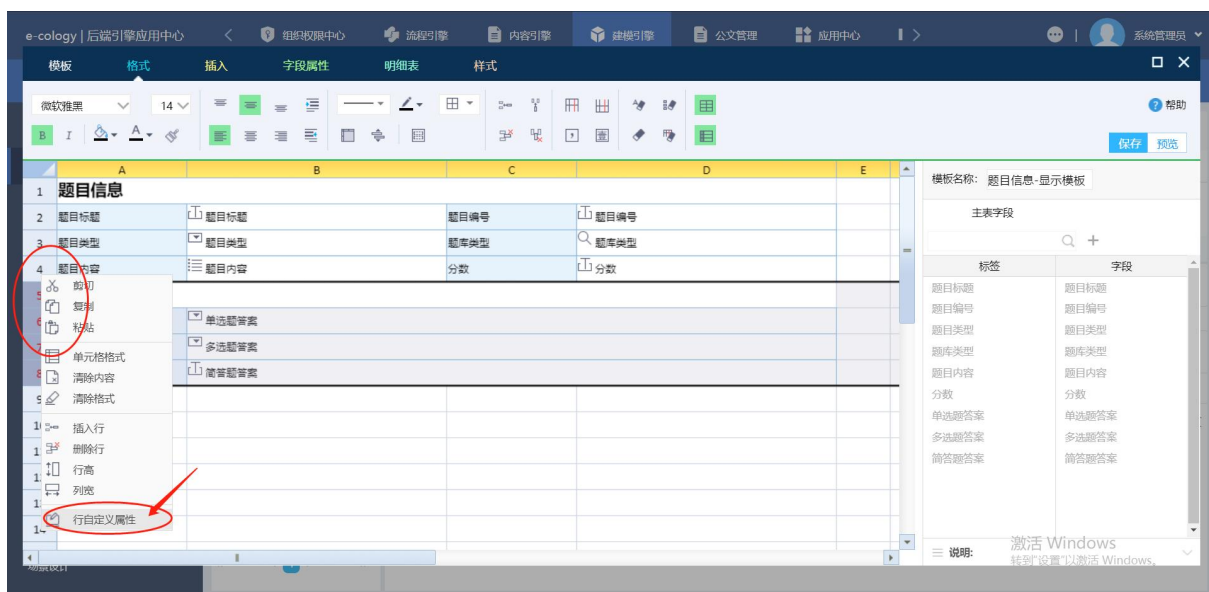 e-cology | 后端引擎应用中心 组织权限中心 流程引擎 内容引擎 建模引擎 公文管理 应用中心 系统管理员
模板 格式 插入 字段属性 明细表 样式
微软雅黑 14 帮助
B I A 保存 预览
A B C D E
模板名称: 题目信息-显示模板
1 题目信息
主表字段
2 题目标题 题目标题 题目编号 题目编号
3 题目类型 题目类型 题库类型 题库类型
4 题目内容 题目内容 分数 分数
标签 字段
剪切
题目标题 题目标题
复制
题目编号 题目编号
6 粘贴 单选题答案
题目类型 题目类型
7 单元格格式 多选题答案
题库类型 题库类型
8 清除内容 简答题答案
题目内容 题目内容
9 清除格式
分数 分数
单选题答案 单选题答案
插入行
多选题答案 多选题答案
删除行
简答题答案 简答题答案
行高
列宽
行自定义属性
14
说明:
激活 Windows
转到"设置"以激活 Windows。